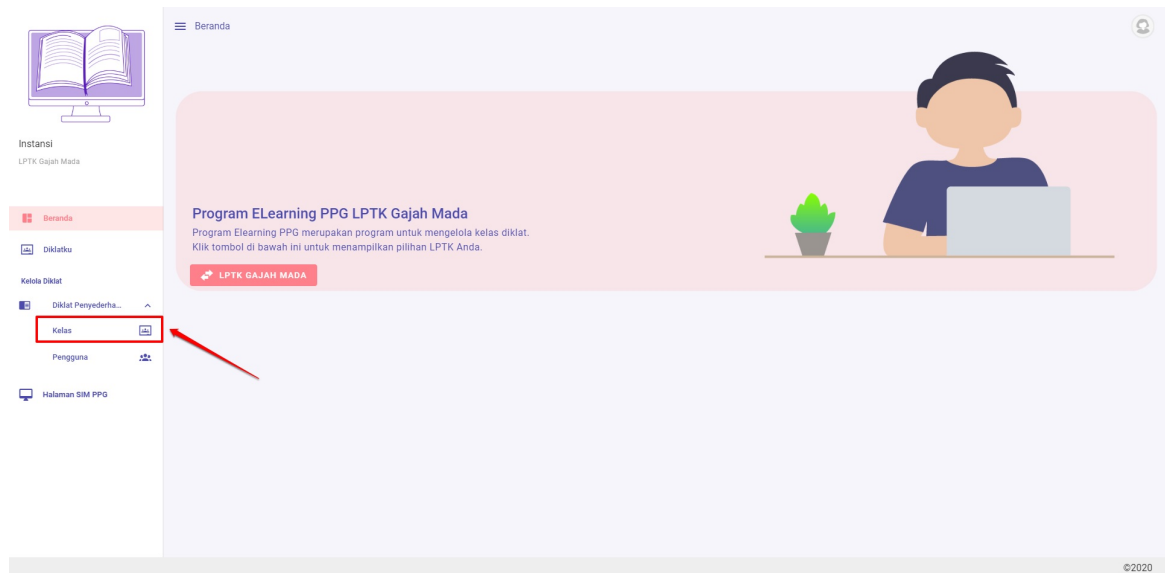 Beranda
Instansi
LPTK Gajah Mada
Beranda
Diklatku
Kelola Diklat
Diklat Penyederha...
Kelas
Pengguna
Halaman SIM PPG
Program ELearning PPG LPTK Gajah Mada
Program Elearning PPG merupakan program untuk mengelola kelas diklat.
Klik tombol di bawah ini untuk menampilkan pilihan LPTK Anda.
LPTK GAJAH MADA
©2020